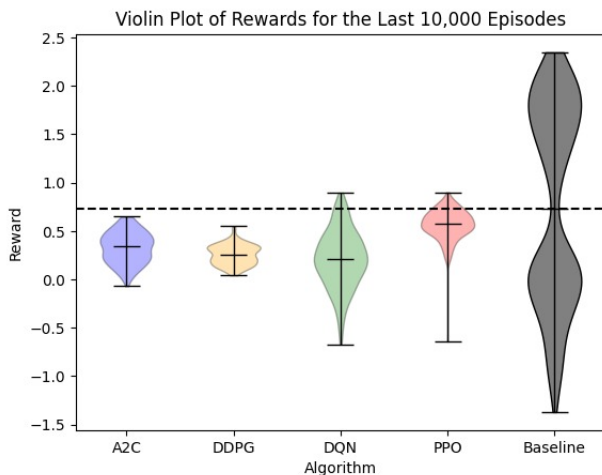 Violin Plot of Rewards for the Last 10,000 Episodes
2.5
2.0
1.5
1.0
0.5
0.0
−0.5
−1.0
−1.5
Reward
A2C DDPG DQN PPO Baseline
Algorithm